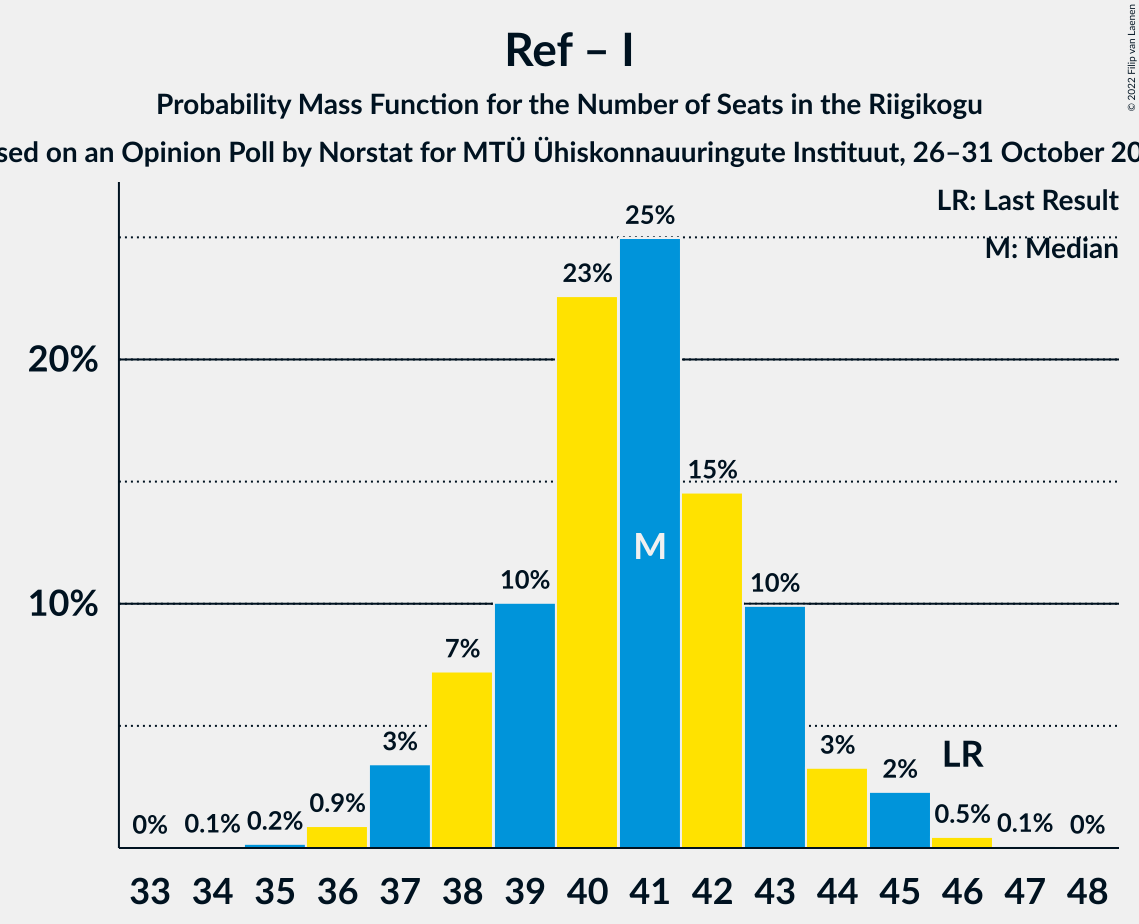 Ref – I
Probability Mass Function for the Number of Seats in the Riigikogu
sed on an Opinion Poll by Norstat for MTÜ Ühiskonnauuringute Instituut, 26–31 October 20
© 2022 Filip van Laenen
LR: Last Result
M: Median
25%
23%
20%
15%
M
10%
10%
10%
7%
3%
3%
LR
2%
0% 0.1% 0.2% 0.9% 0.5% 0.1% 0%
33 34 35 36 37 38 39 40 41 42 43 44 45 46 47 48